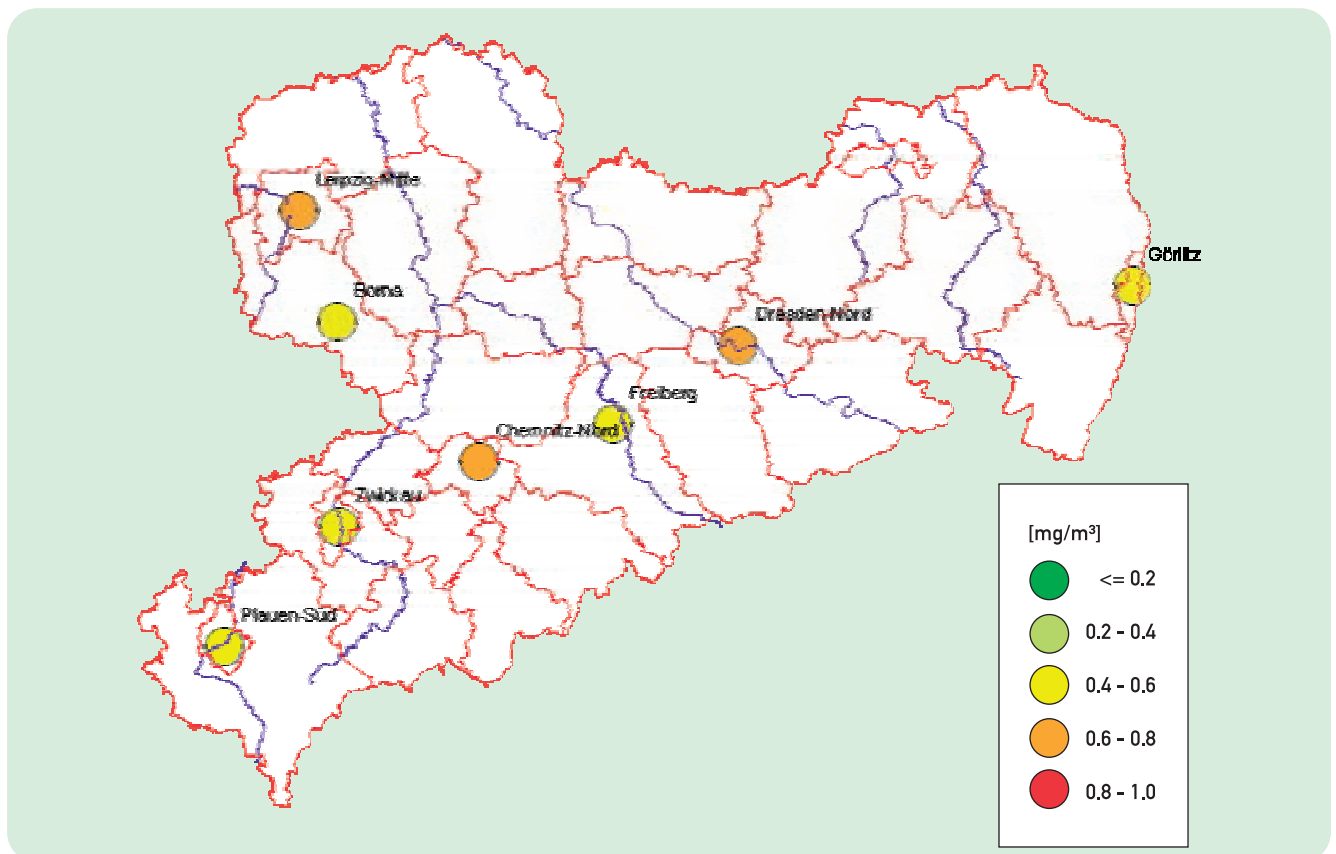 Leipzig-Mitte
Görlitz
Borna
Dresden-Nord
Freiberg
Chemnitz-Nord
Zwickau
Plauen-Süd
[mg/m³]
<= 0.2
0.2 - 0.4
0.4 - 0.6
0.6 - 0.8
0.8 - 1.0